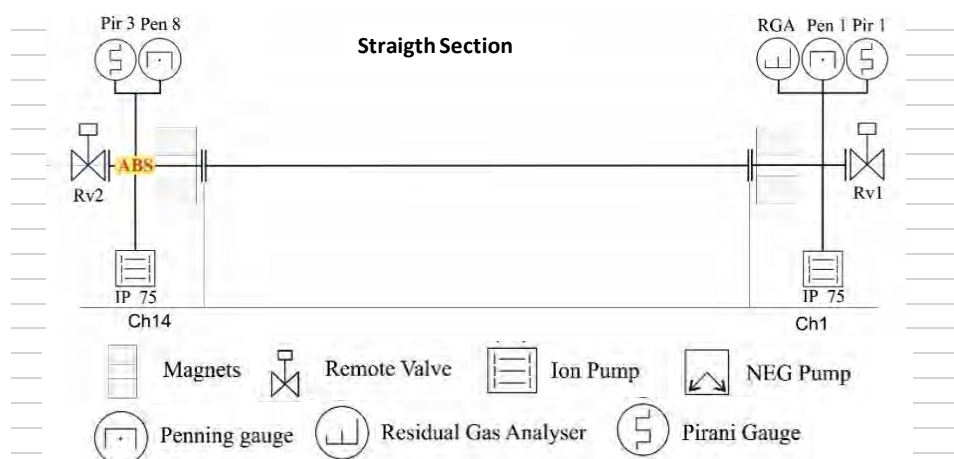 Pir 3 Pen 8
Straigth Section
RGA Pen 1 Pir 1
ABS
Rv2
Rv1
IP 75
IP 75
Ch14
Ch1
Magnets
Remote Valve
Ion Pump
NEG Pump
Penning gauge
Residual Gas Analyser
Pirani Gauge